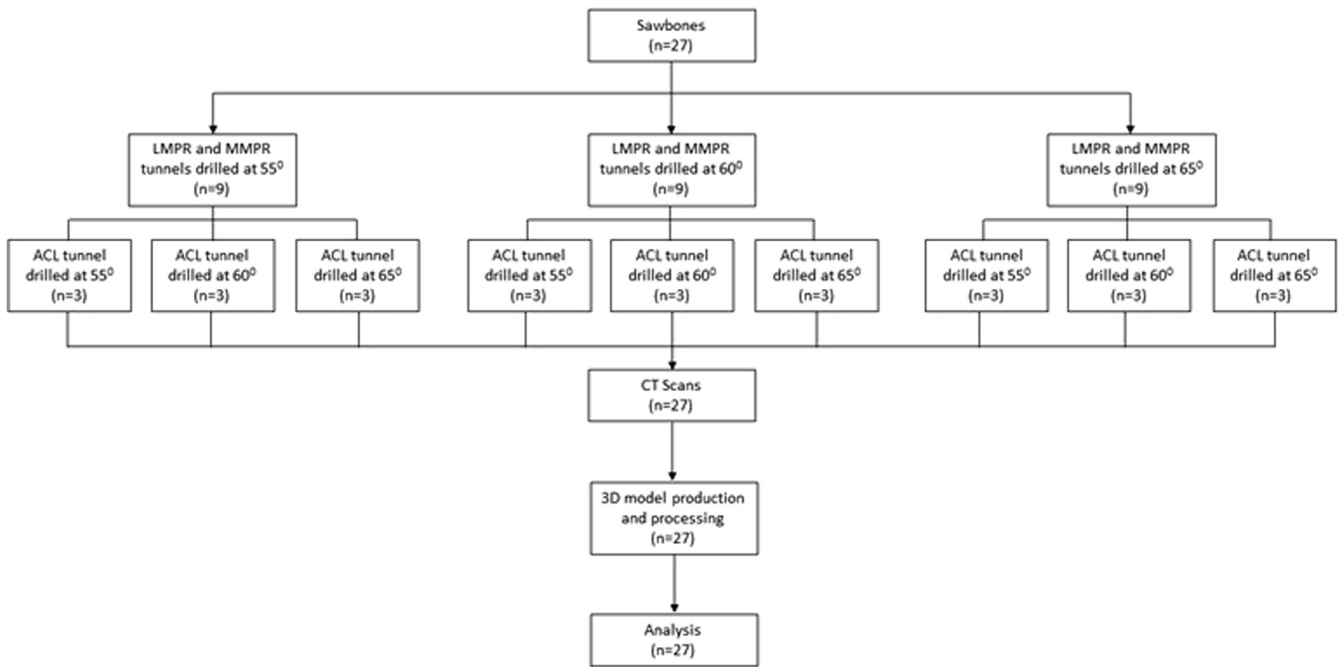 Sawbones
(n=27)
LMPR and MMPR
tunnels drilled at 55⁰
(n=9)
LMPR and MMPR
tunnels drilled at 60⁰
(n=9)
LMPR and MMPR
tunnels drilled at 65⁰
(n=9)
ACL tunnel
drilled at 55⁰
(n=3)
ACL tunnel
drilled at 60⁰
(n=3)
ACL tunnel
drilled at 65⁰
(n=3)
ACL tunnel
drilled at 55⁰
(n=3)
ACL tunnel
drilled at 60⁰
(n=3)
ACL tunnel
drilled at 65⁰
(n=3)
ACL tunnel
drilled at 55⁰
(n=3)
ACL tunnel
drilled at 60⁰
(n=3)
ACL tunnel
drilled at 65⁰
(n=3)
CT Scans
(n=27)
3D model production
and processing
(n=27)
Analysis
(n=27)